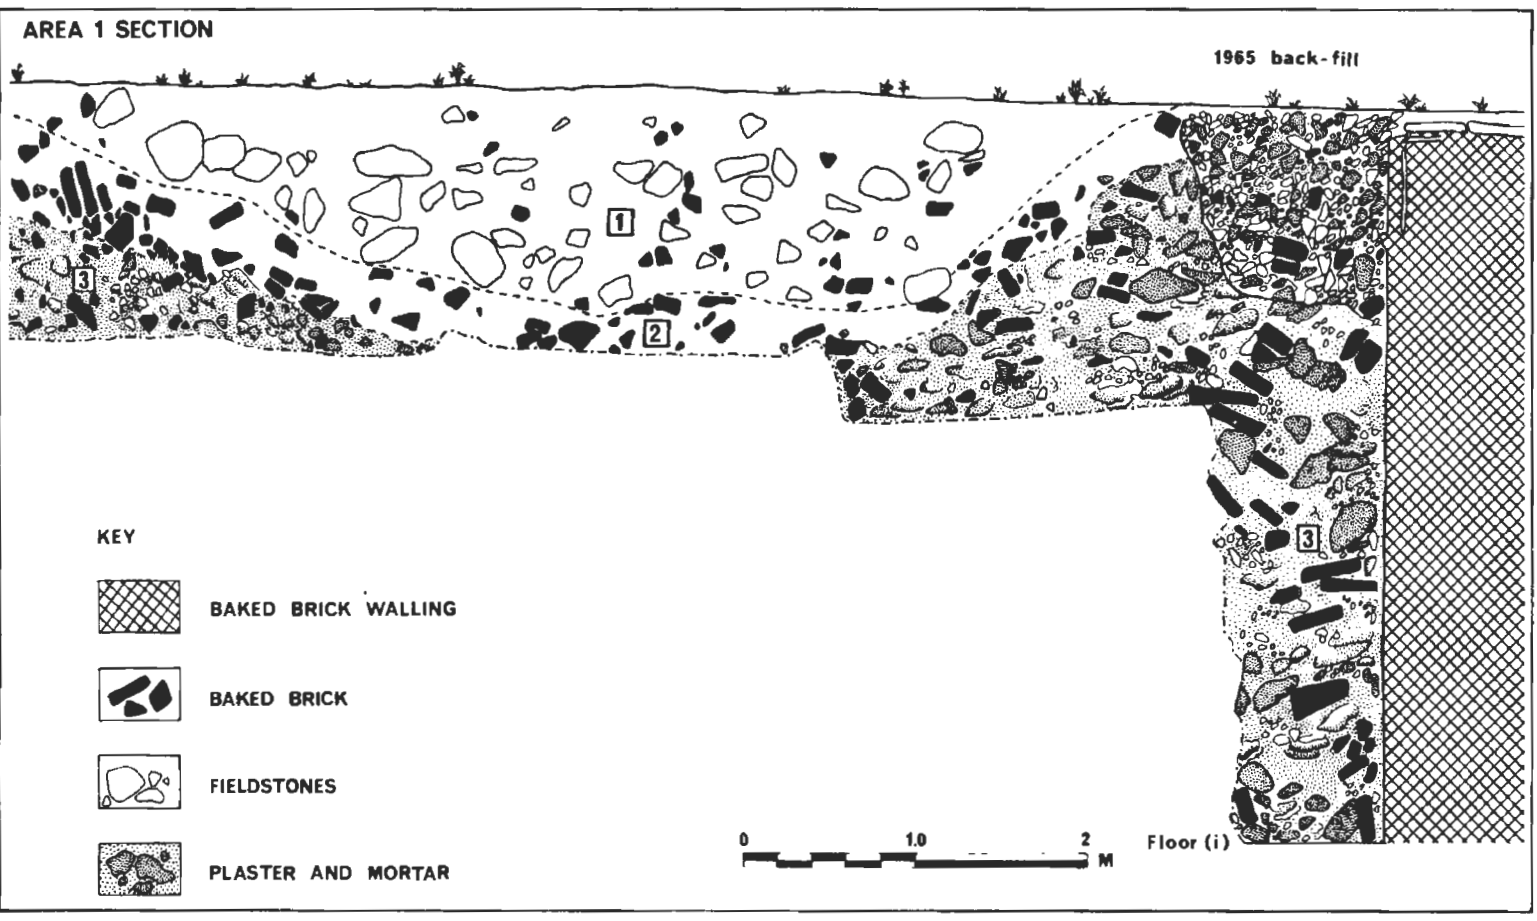 AREA 1 SECTION
1965 back-fill
1
3
2
3
KEY
BAKED BRICK WALLING
BAKED BRICK
FIELDSTONES
PLASTER AND MORTAR
0 1.0 2
M
Floor (i)